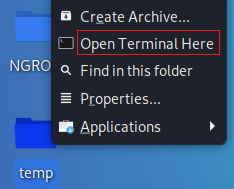 Create Archive...
Open Terminal Here
NGRO
Find in this folder
Properties...
Applications
temp